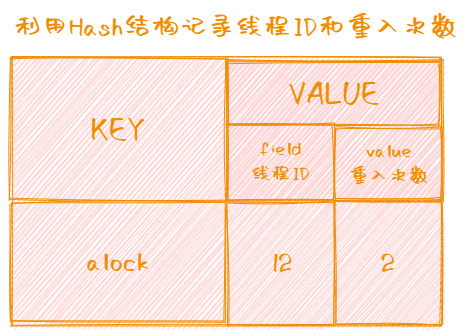 利用Hash结构记录线程ID和重入次数
KEY
VALUE
field
线程ID
value
重入次数
alock
12
2